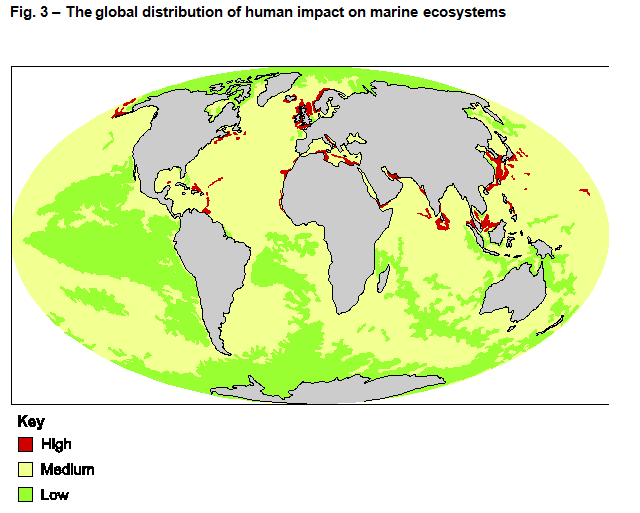 Fig. 3 – The global distribution of human impact on marine ecosystems
Key
High
Medium
Low